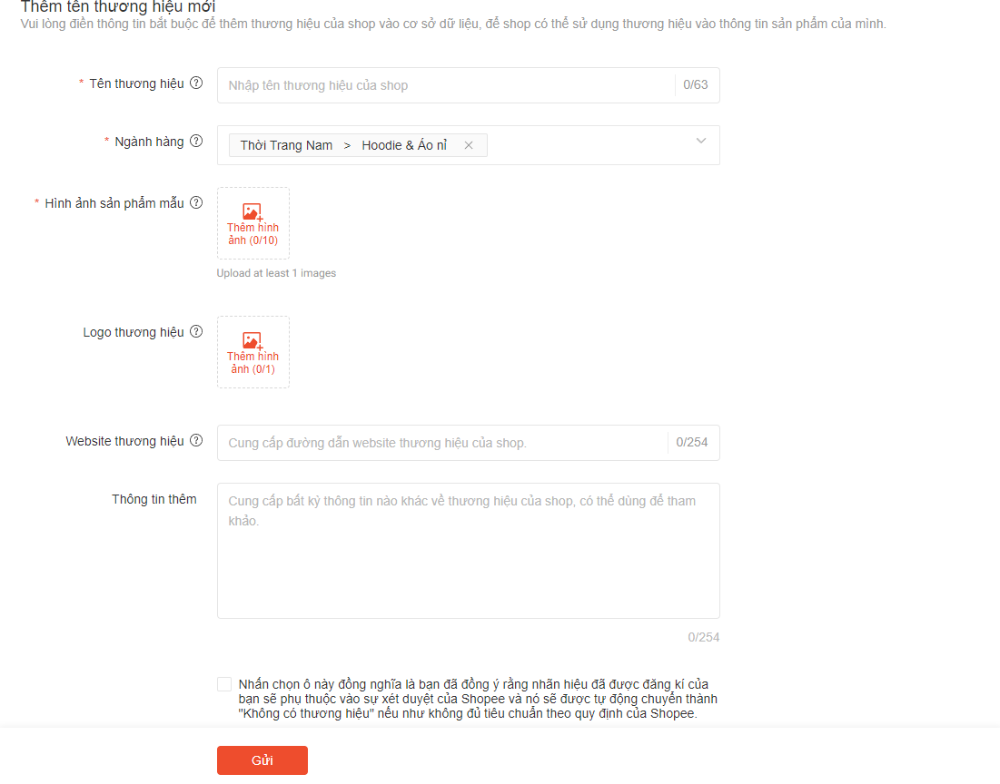 Thêm tên thương hiệu mới
Vui lòng điền thông tin bắt buộc để thêm thương hiệu của shop vào cơ sở dữ liệu, để shop có thể sử dụng thương hiệu vào thông tin sản phẩm của mình.
* Tên thương hiệu ? Nhập tên thương hiệu của shop 0/63
* Ngành hàng ? Thời Trang Nam > Hoodie & Áo nỉ ×
* Hình ảnh sản phẩm mẫu ?
Thêm hình
ảnh (0/10)
Upload at least 1 images
Logo thương hiệu ?
Thêm hình
ảnh (0/1)
Website thương hiệu ? Cung cấp đường dẫn website thương hiệu của shop. 0/254
Thông tin thêm Cung cấp bất kỳ thông tin nào khác về thương hiệu của shop, có thể dùng để tham
khảo.
0/254
Nhấn chọn ô này đồng nghĩa là bạn đã đồng ý rằng nhãn hiệu đã được đăng kí của
bạn sẽ phụ thuộc vào sự xét duyệt của Shopee và nó sẽ được tự động chuyển thành
"Không có thương hiệu" nếu như không đủ tiêu chuẩn theo quy định của Shopee.
Gửi